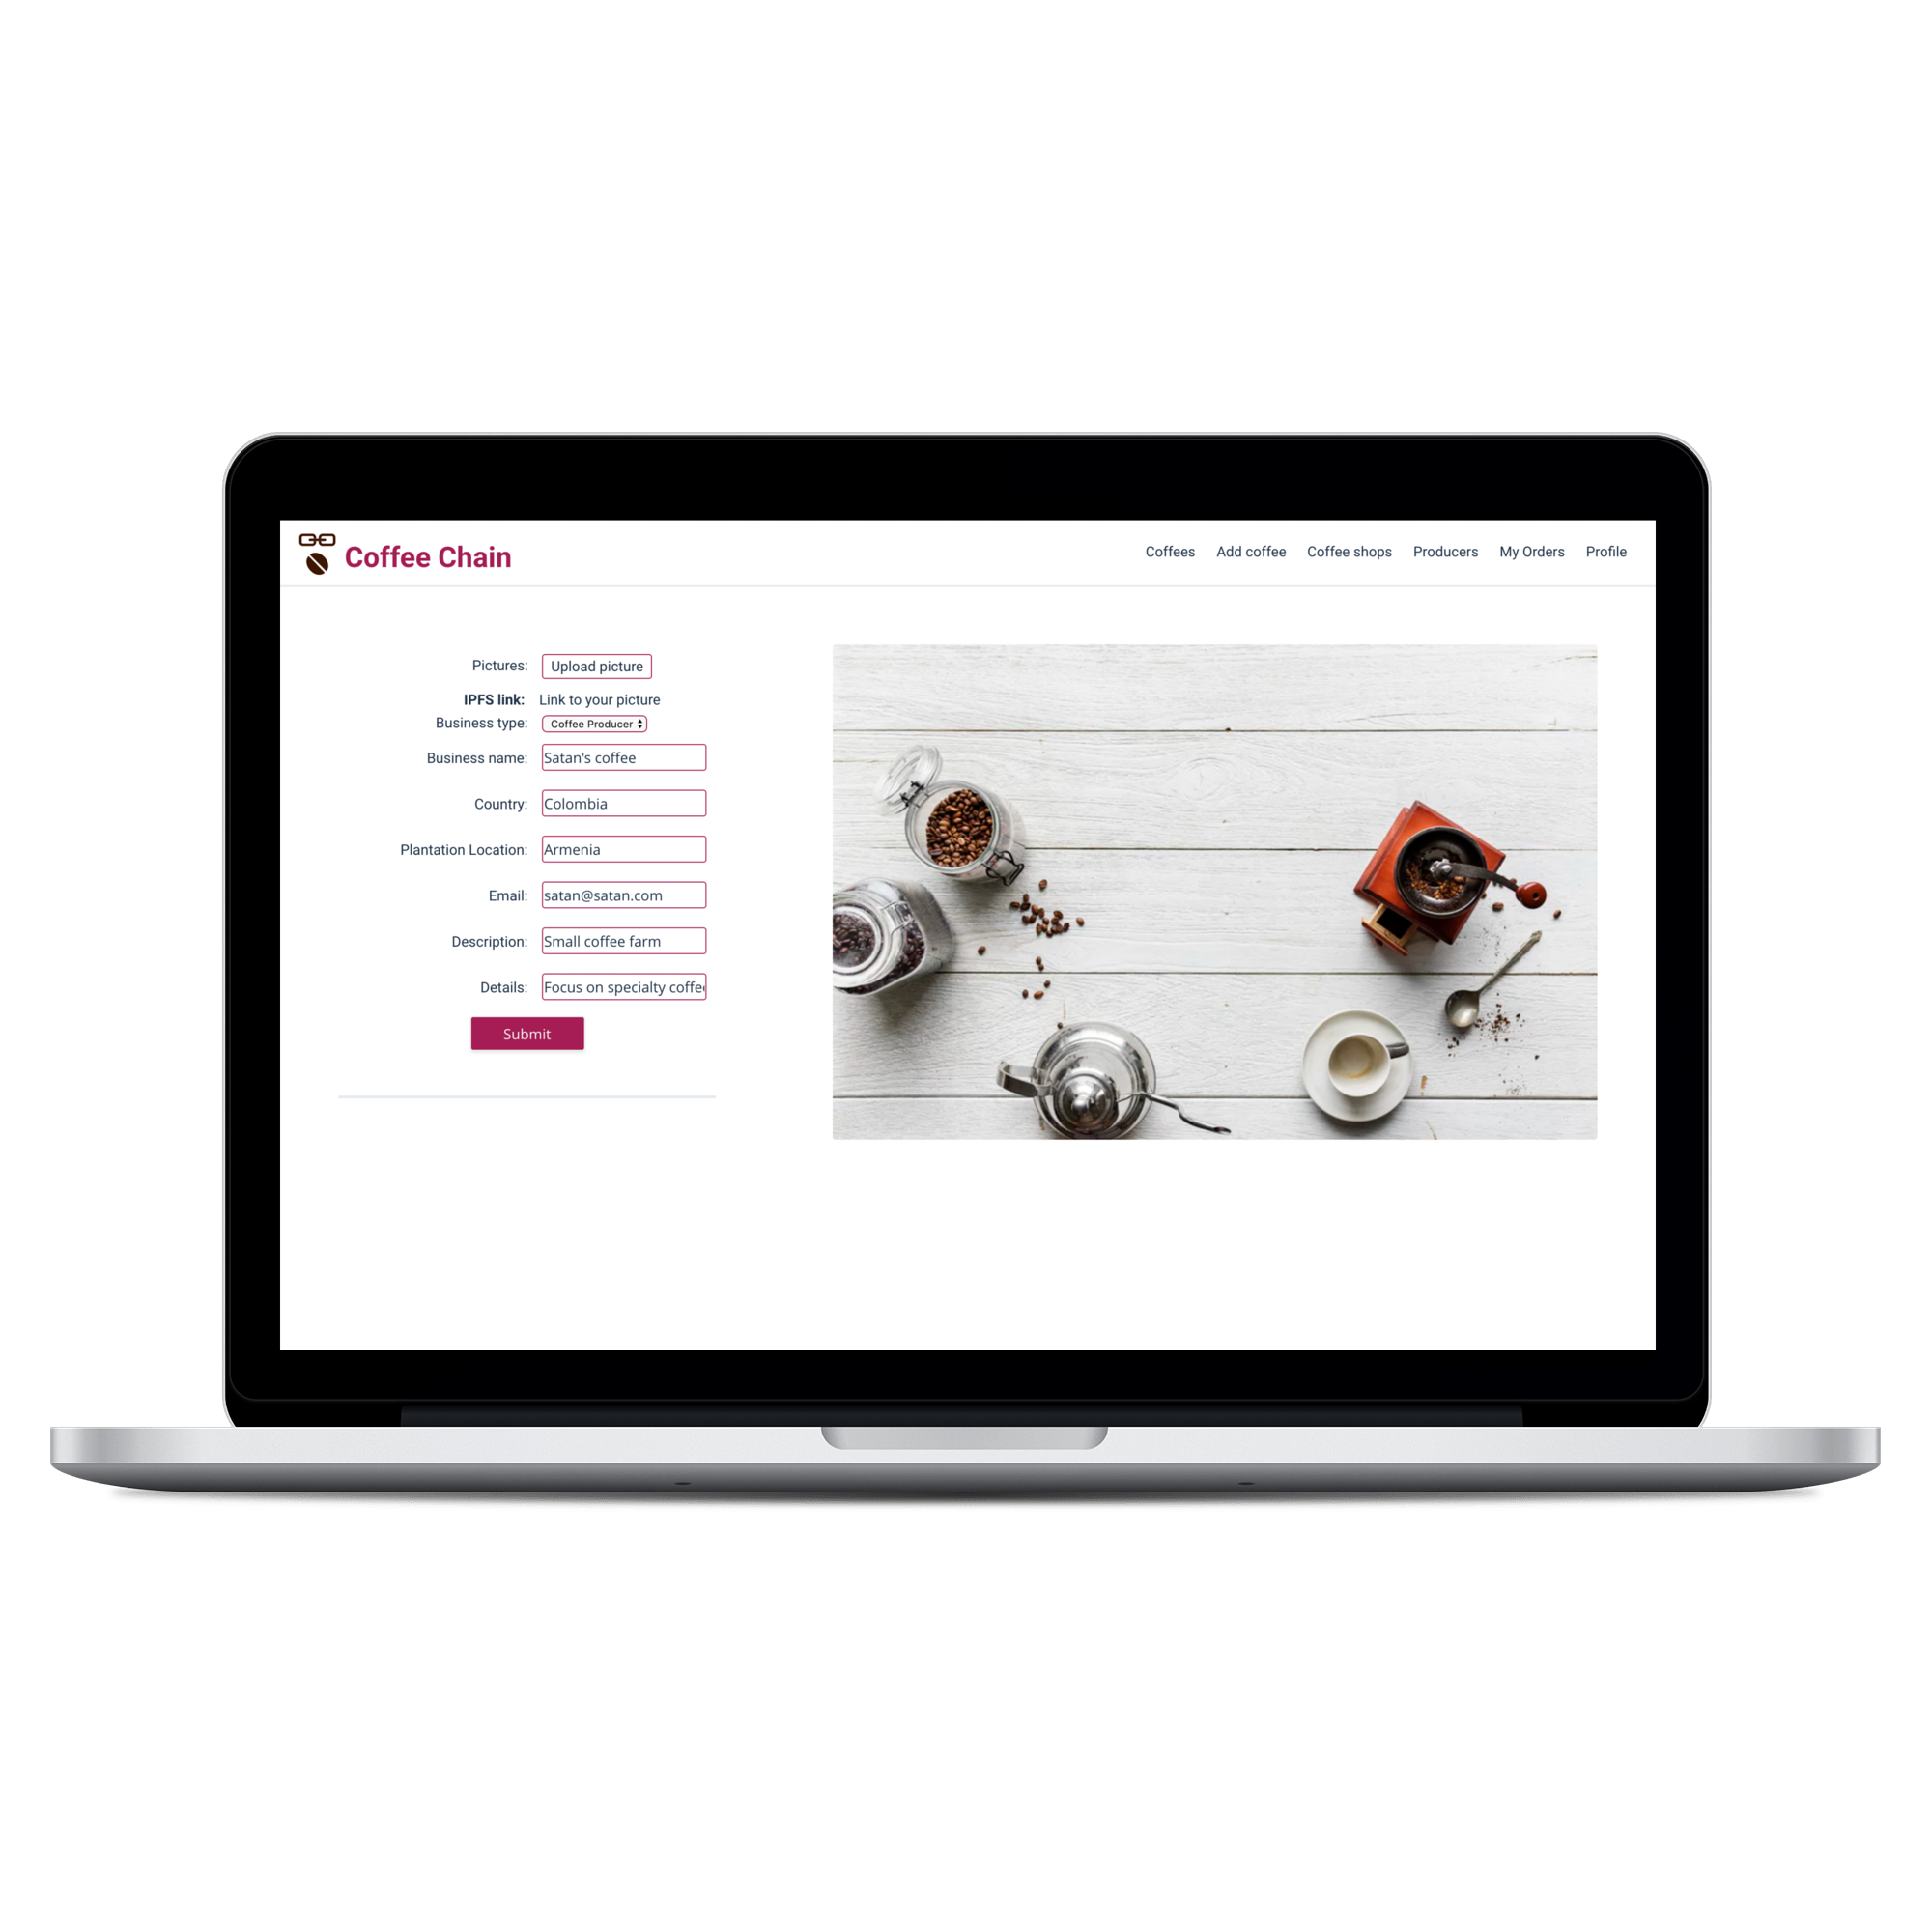 Coffee Chain
Coffees Add coffee Coffee shops Producers My Orders Profile
Pictures: Upload picture
IPFS link: Link to your picture
Business type: Coffee Producer
Business name: Satan's coffee
Country: Colombia
Plantation Location: Armenia
Email: satan@satan.com
Description: Small coffee farm
Details: Focus on specialty coffe
Submit